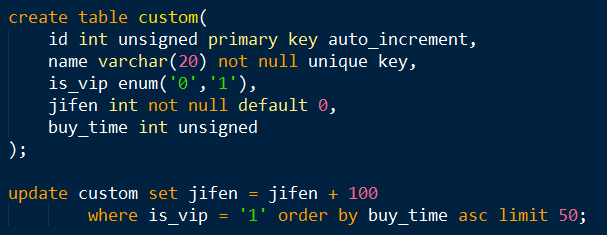 create table custom(
id int unsigned primary key auto_increment,
name varchar(20) not null unique key,
is_vip enum('0','1'),
jifen int not null default 0,
buy_time int unsigned
);
update custom set jifen = jifen + 100
where is_vip = '1' order by buy_time asc limit 50;